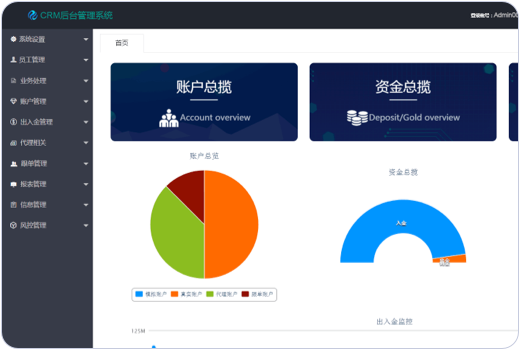 CRM后台管理系统
登录账号：Admin00
系统设置
首页
员工管理
业务处理
账户管理
出入金管理
代理相关
跟单管理
报表管理
信息管理
风控管理
账户总揽
Account overview
资金总揽
Deposit/Gold overview
账户总览
资金总揽
入金
模拟账户 真实账户 代理账户 跟单账户
出入金监控
125M